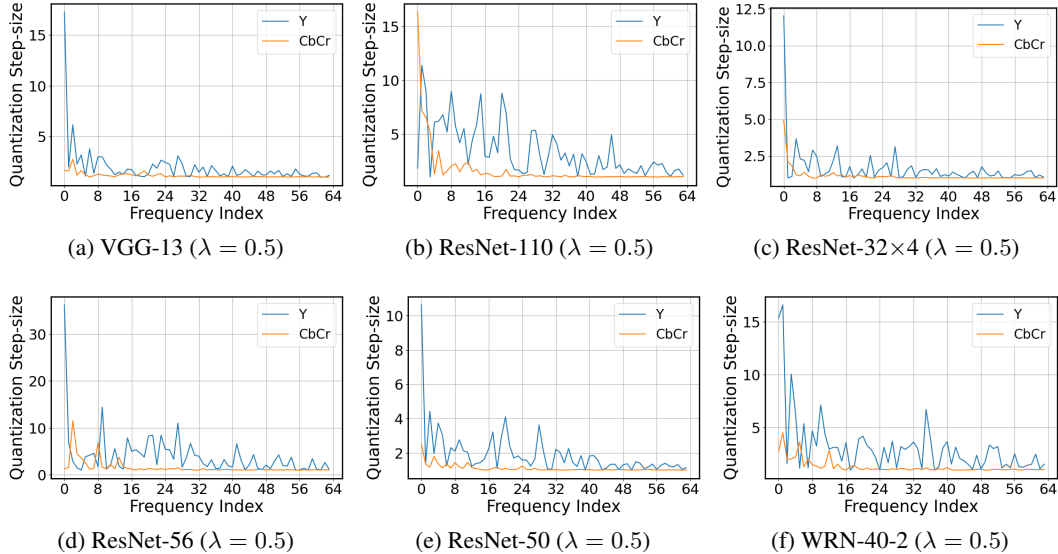 Quantization Step-size
15
10
5
Y
CbCr
0 8 16 24 32 40 48 56 64
Frequency Index
(a) VGG-13 (λ = 0.5)
Quantization Step-size
15
10
5
Y
CbCr
0 8 16 24 32 40 48 56 64
Frequency Index
(b) ResNet-110 (λ = 0.5)
Quantization Step-size
12.5
10.0
7.5
5.0
2.5
Y
CbCr
0 8 16 24 32 40 48 56 64
Frequency Index
(c) ResNet-32×4 (λ = 0.5)
Quantization Step-size
30
20
10
0
Y
CbCr
0 8 16 24 32 40 48 56 64
Frequency Index
(d) ResNet-56 (λ = 0.5)
Quantization Step-size
10
8
6
4
2
Y
CbCr
0 8 16 24 32 40 48 56 64
Frequency Index
(e) ResNet-50 (λ = 0.5)
Quantization Step-size
15
10
5
Y
CbCr
0 8 16 24 32 40 48 56 64
Frequency Index
(f) WRN-40-2 (λ = 0.5)